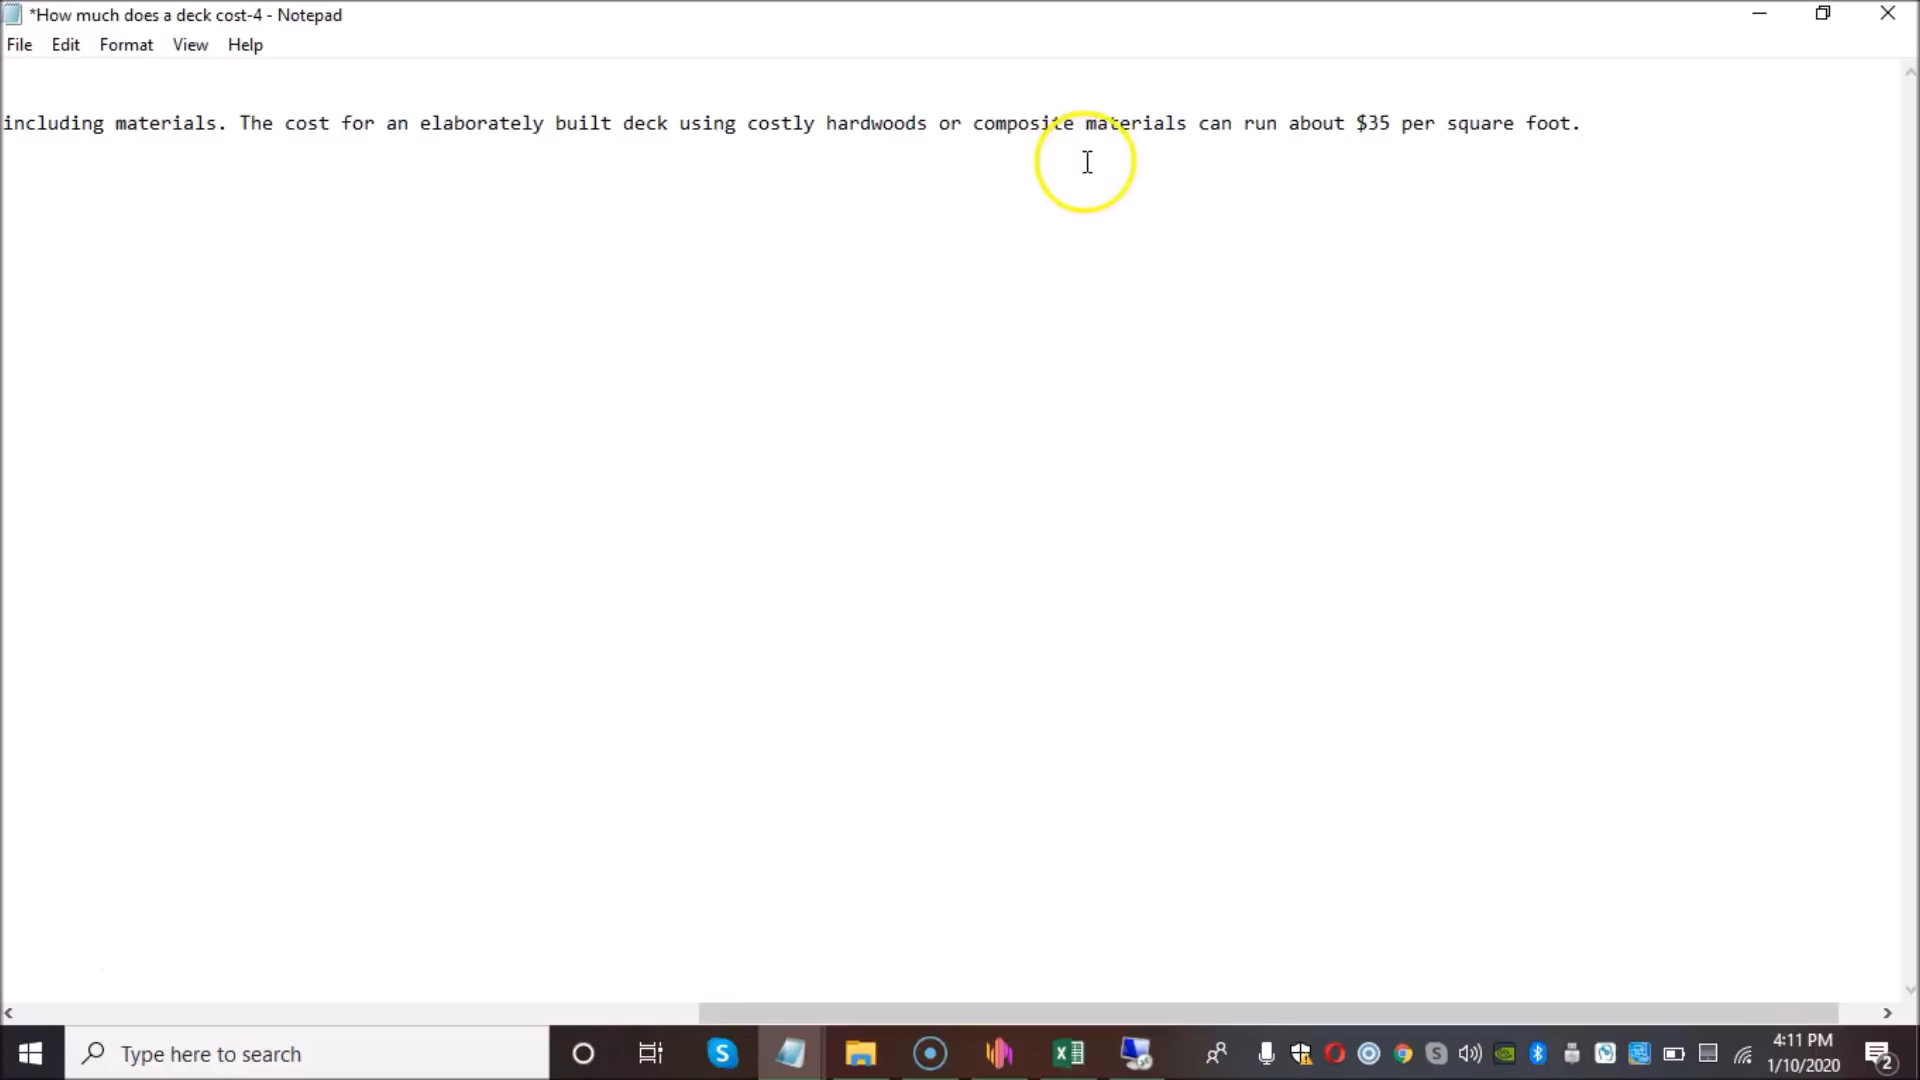 *How much does a deck cost-4 - Notepad
File Edit Format View Help
including materials. The cost for an elaborately built deck using costly hardwoods or composite materials can run about $35 per square foot.
Type here to search
4:11 PM
1/10/2020
2